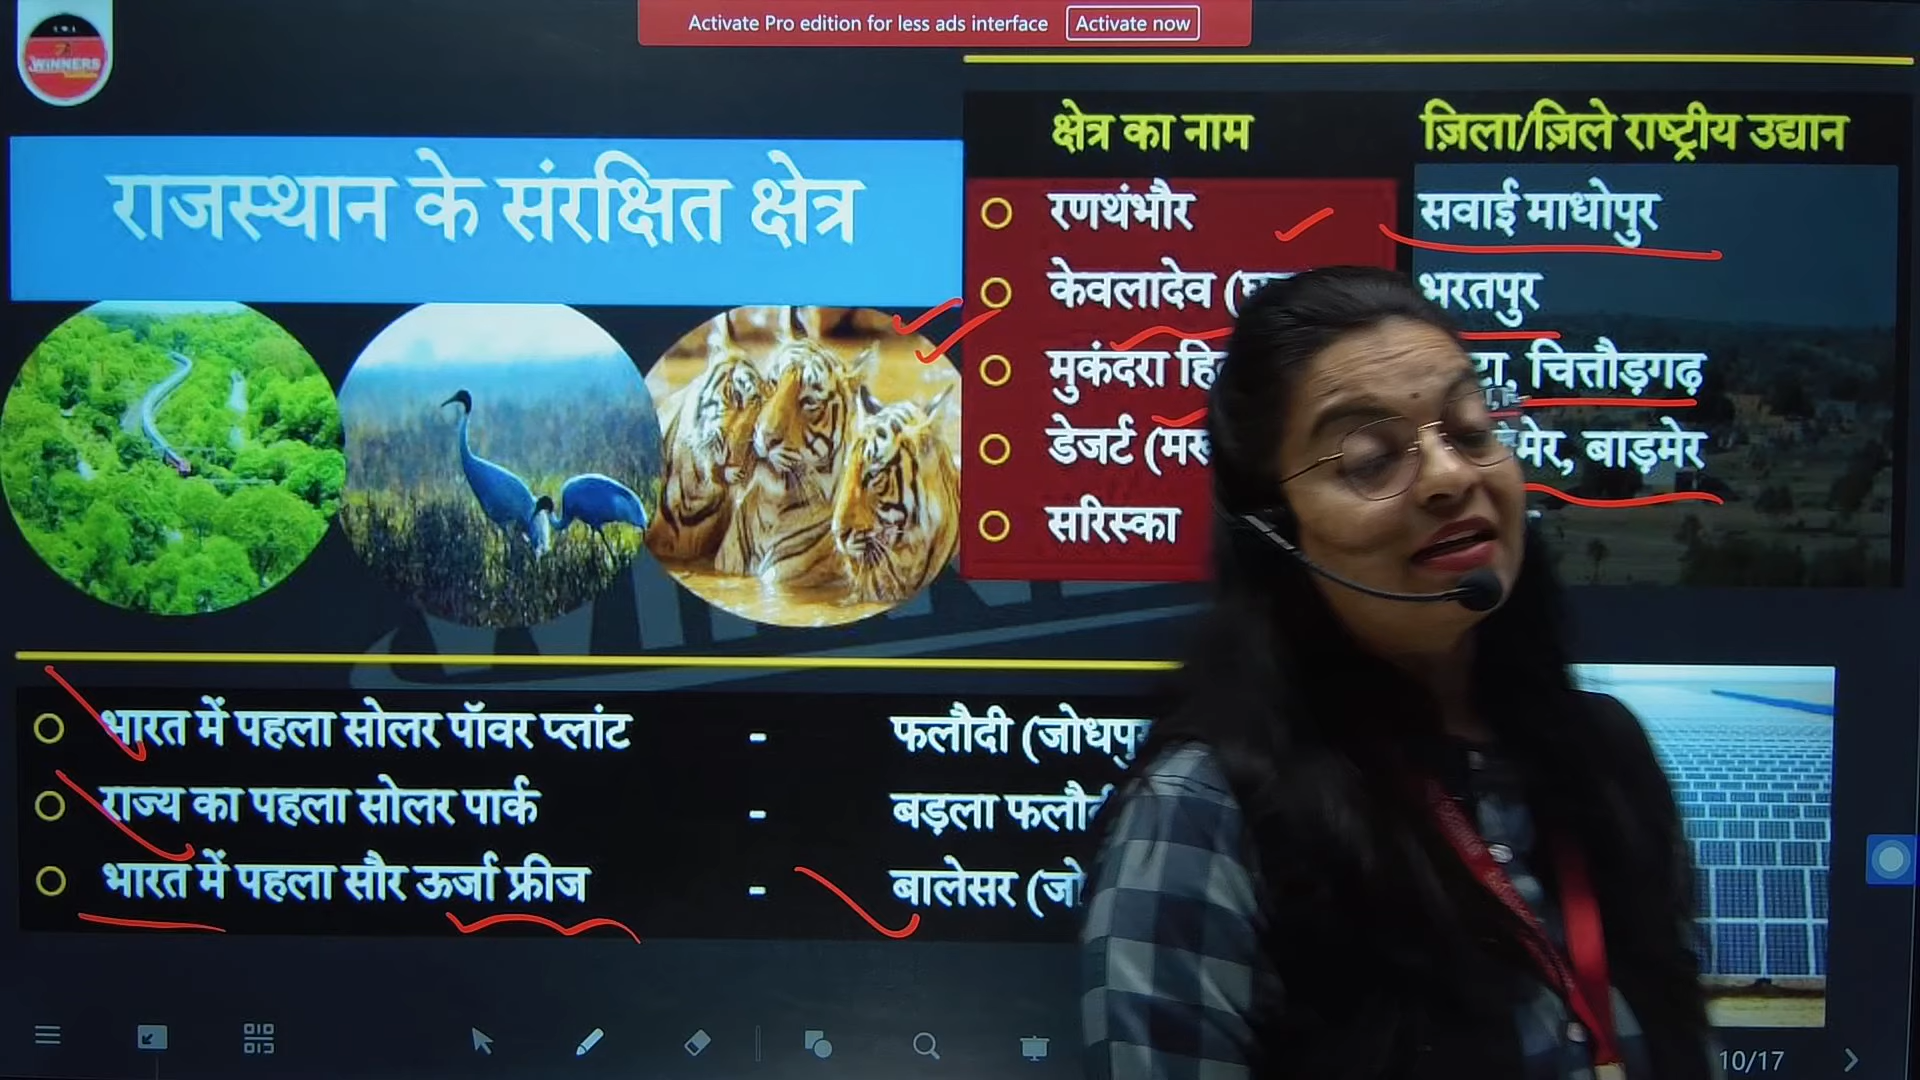 WINNERS
Activate Pro edition for less ads interface Activate now
राजस्थान के संरक्षित क्षेत्र
क्षेत्र का नाम ज़िला/ज़िले राष्ट्रीय उद्यान
रणथंभौर सवाई माधोपुर
केवलादेव भरतपुर
मुकंदरा चित्तौड़गढ़
डेजर्ट बाड़मेर
सरिस्का
भारत में पहला सोलर पॉवर प्लांट - फलौदी
राज्य का पहला सोलर पार्क - बड़ला
भारत में पहला सौर ऊर्जा फ्रीज - बालेसर
10/17